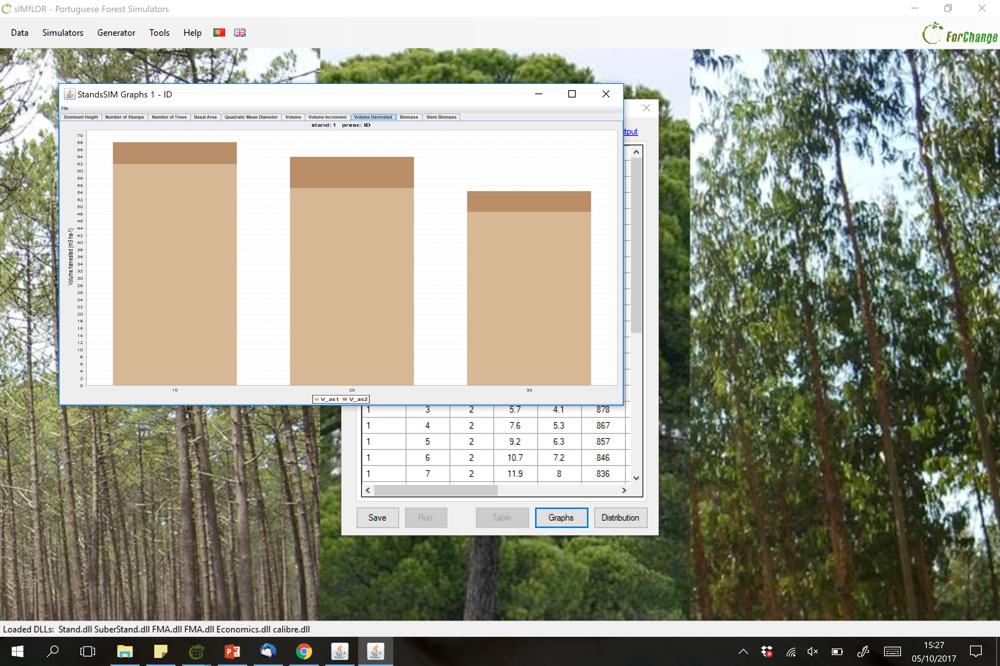 sIMfLOR - Portuguese Forest Simulators
Data Simulators Generator Tools Help
ForChange
StandsSIM Graphs 1 - ID
File
Dominant Height Number of Stumps Number of Trees Basal Area Quadratic Mean Diameter Volume Volume Increment Volume Harvested Biomass Stem Biomass
stand: 1 presc: ID
70
68
66
64
62
60
58
56
54
52
50
48
46
44
42
40
38
36
34
32
30
28
26
24
22
20
18
16
14
12
10
8
6
4
2
0
Volume harvested (m3 ha-1)
10 20 30
V_as1 V_as2
1 3 2 5.7 4.1 878
1 4 2 7.6 5.3 867
1 5 2 9.2 6.3 857
1 6 2 10.7 7.2 846
1 7 2 11.9 8 836
Save Run Table Graphs Distribution
Loaded DLLs: Stand.dll SuberStand.dll FMA.dll FMA.dll Economics.dll calibre.dll
15:27
05/10/2017